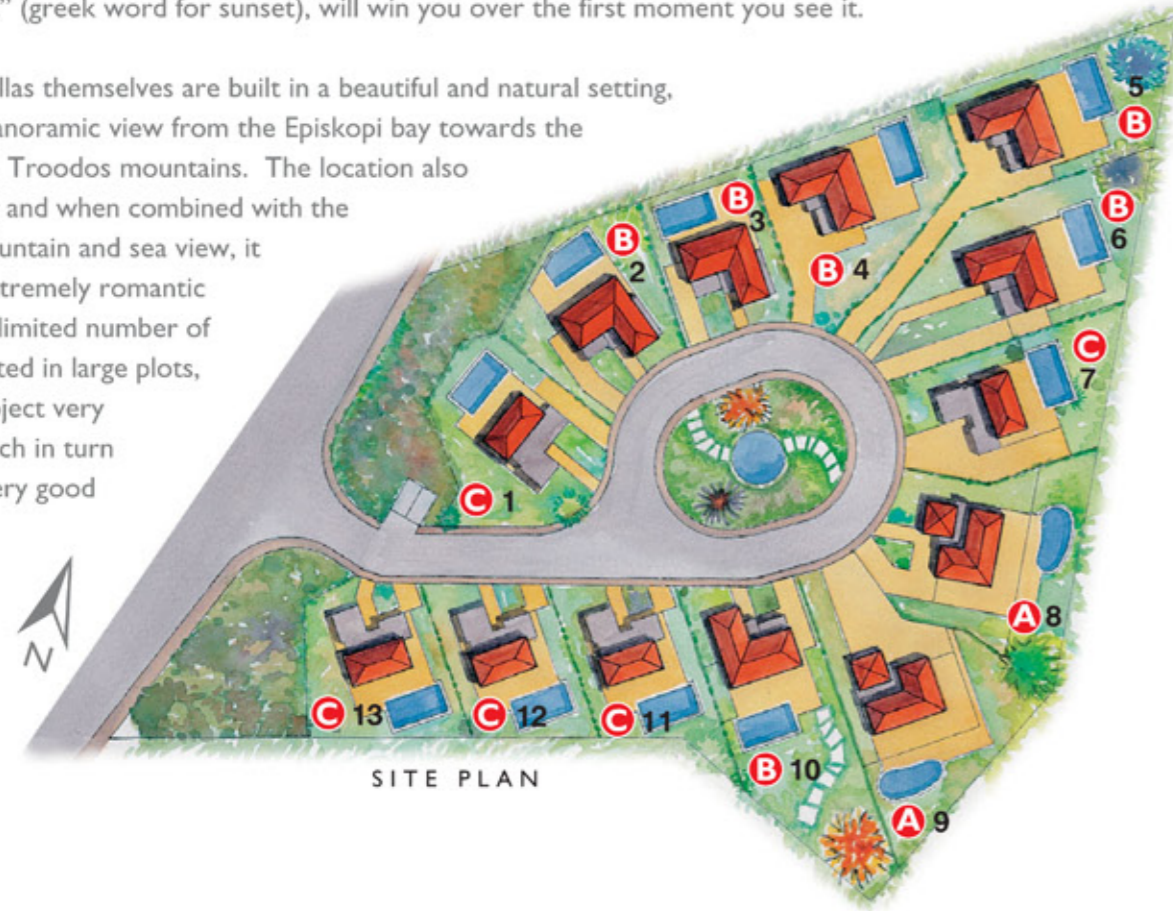 ” (greek word for sunset), will win you over the first moment you see it.
llas themselves are built in a beautiful and natural setting,
anoramic view from the Episkopi bay towards the
Troodos mountains. The location also
and when combined with the
untain and sea view, it
tremely romantic
limited number of
ted in large plots,
oject very
ch in turn
ery good
5
B
B
6
B
3
B
2
B 4
C
7
C 1
A 8
N
C 13
C 12
C 11
B 10
A 9
SITE PLAN